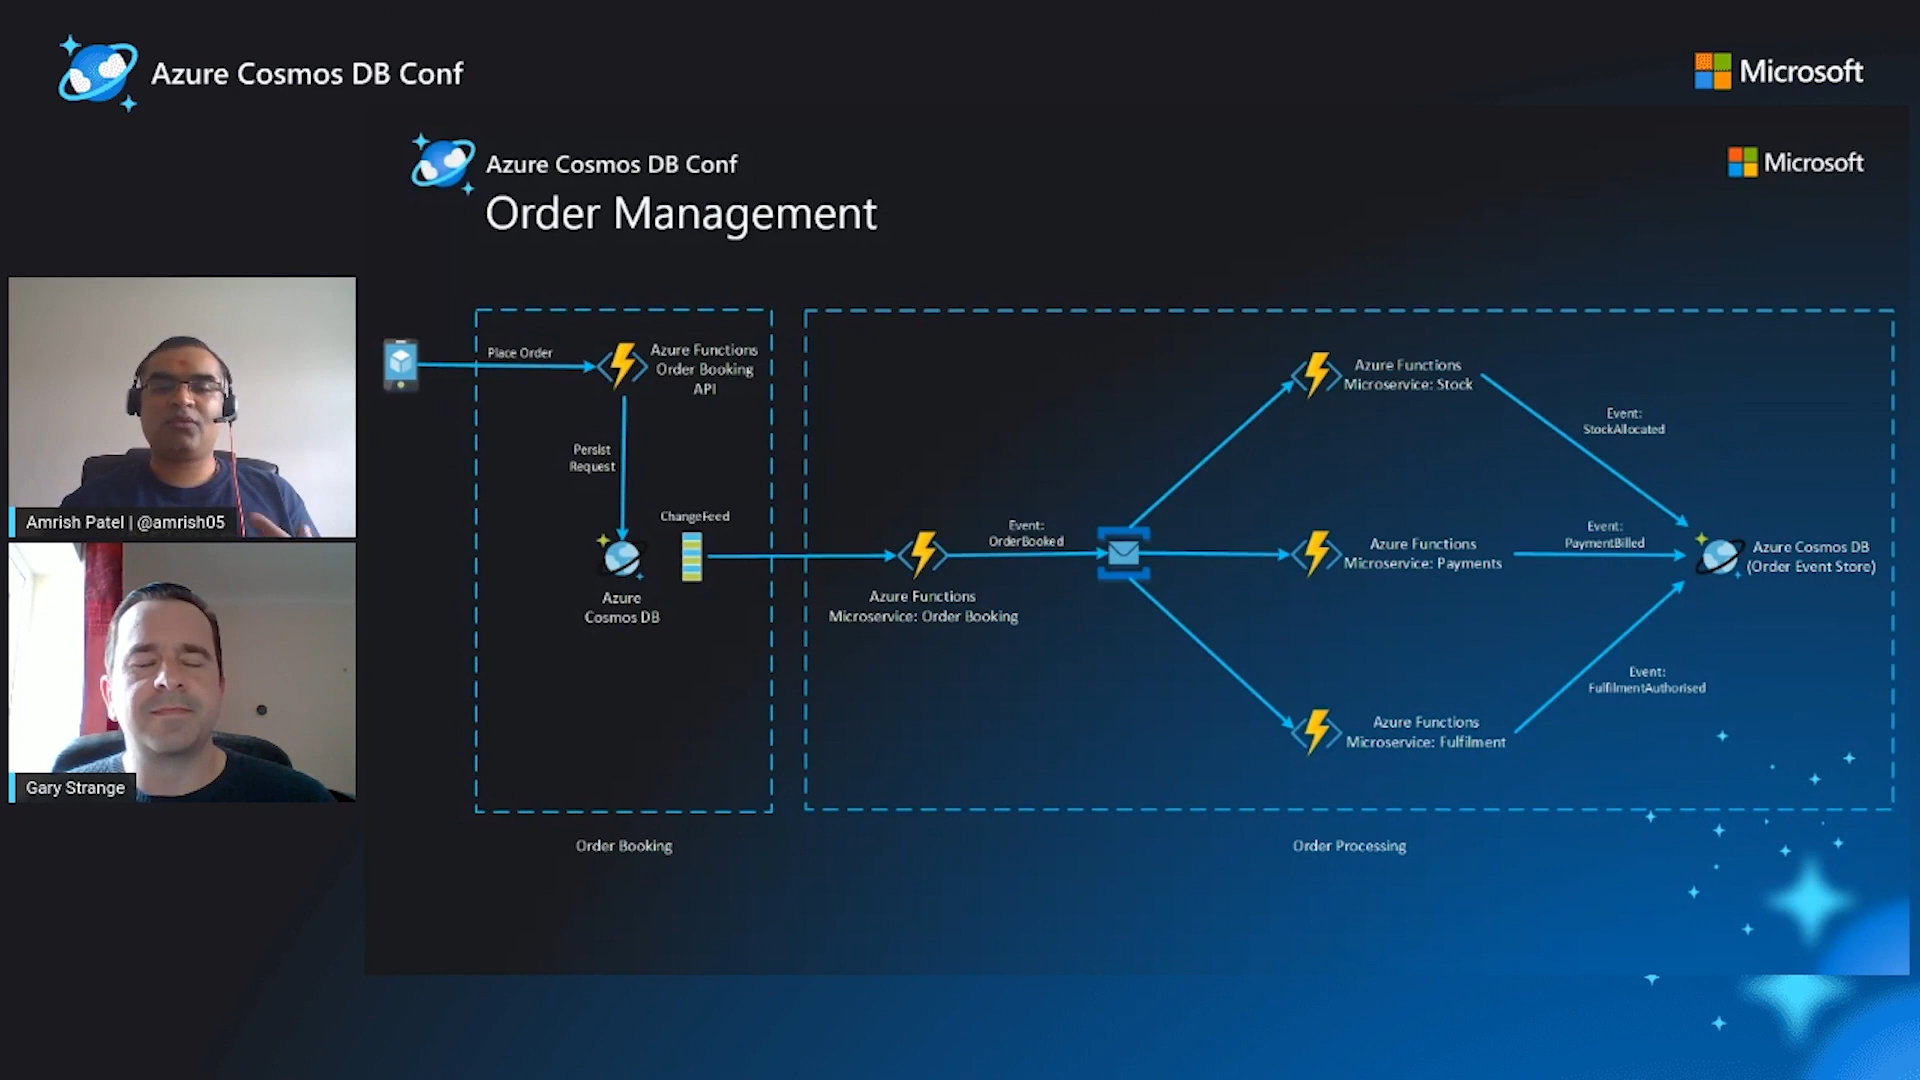 Azure Cosmos DB Conf
Microsoft
Azure Cosmos DB Conf
Microsoft
Order Management
Place Order
Azure Functions
Order Booking
API
Persist
Request
ChangeFeed
Azure
Cosmos DB
Order Booking
Azure Functions
Microservice: Order Booking
Event:
OrderBooked
Azure Functions
Microservice: Stock
Event:
StockAllocated
Azure Functions
Microservice: Payments
Event:
PaymentBilled
Azure Cosmos DB
(Order Event Store)
Azure Functions
Microservice: Fulfilment
Event:
FulfilmentAuthorised
Order Processing
Amrish Patel | @amrish05
Gary Strange